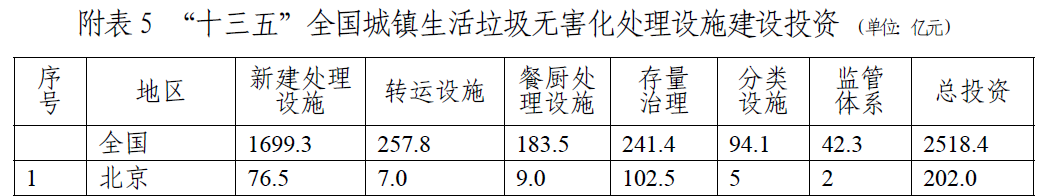 附表 5 “十三五”全国城镇生活垃圾无害化处理设施建设投资 (单位: 亿元)
序号 地区 新建处理设施 转运设施 餐厨处理设施 存量治理 分类设施 监管体系 总投资
全国 1699.3 257.8 183.5 241.4 94.1 42.3 2518.4
1 北京 76.5 7.0 9.0 102.5 5 2 202.0